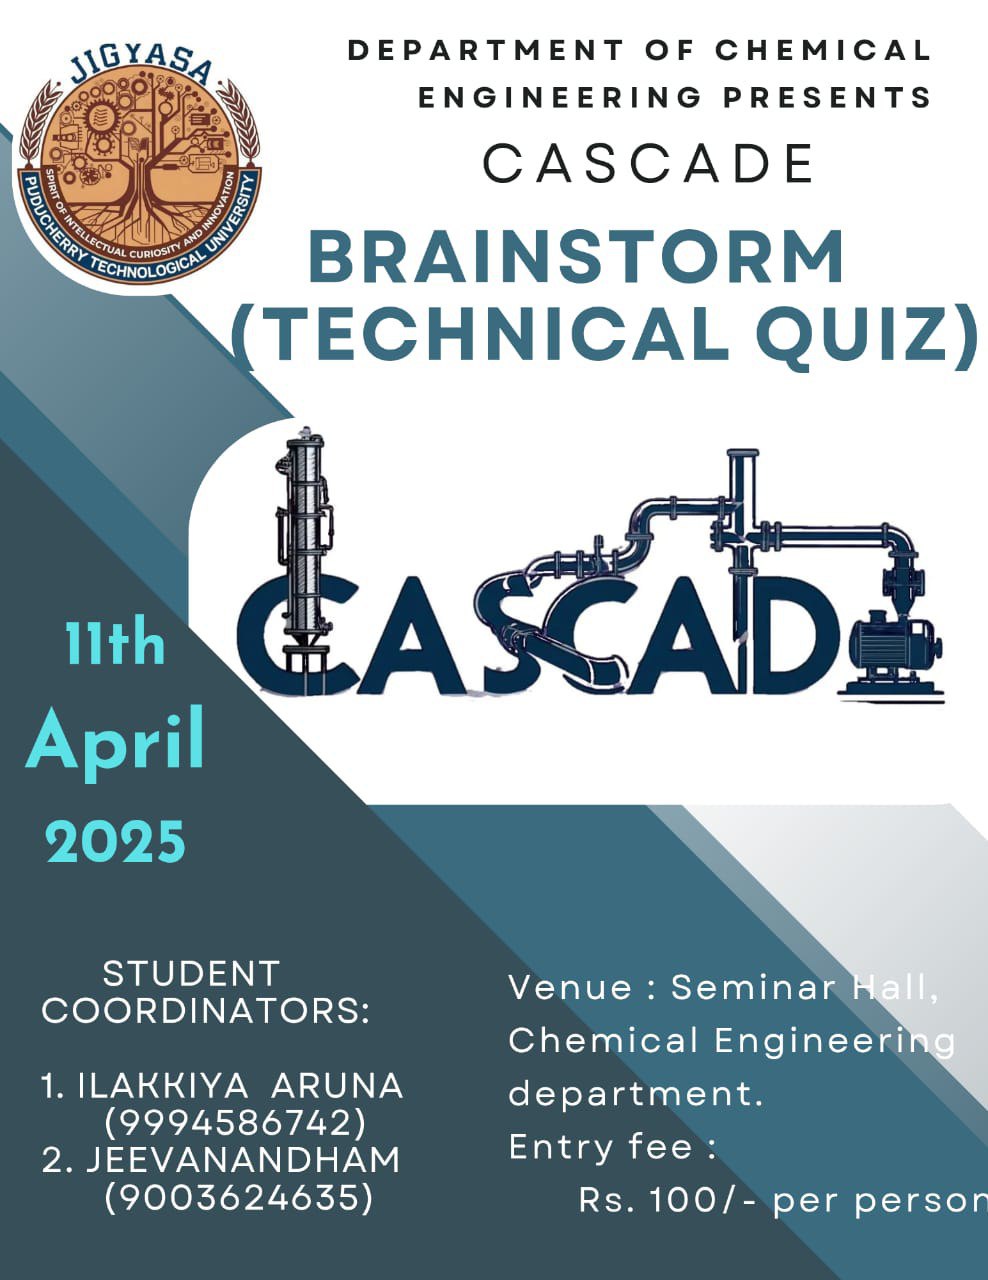 JIGYASA
SPIRIT OF INTELLECTUAL CURIOSITY AND INNOVATION
PUDUCHERRY TECHNOLOGICAL UNIVERSITY
DEPARTMENT OF CHEMICAL
ENGINEERING PRESENTS
CASCADE
BRAINSTORM
(TECHNICAL QUIZ)
CASCAD
11th
April
2025
STUDENT
COORDINATORS:
1. ILAKKIYA ARUNA
(9994586742)
2. JEEVANANDHAM
(9003624635)
Venue : Seminar Hall,
Chemical Engineering
department.
Entry fee :
Rs. 100/- per person